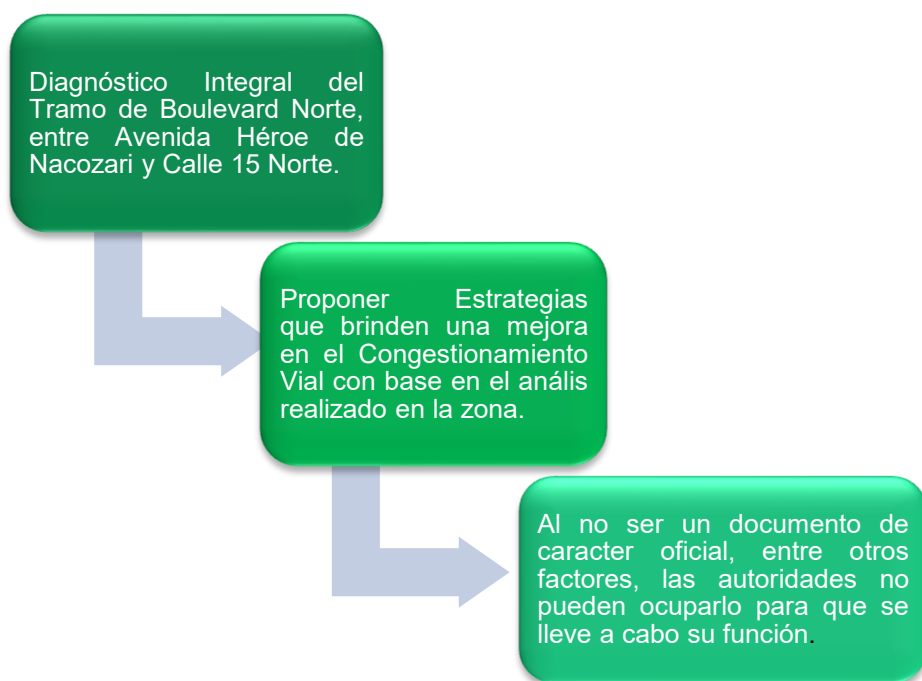 Diagnóstico Integral del
Tramo de Boulevard Norte,
entre Avenida Héroe de
Nacozari y Calle 15 Norte.
Proponer Estrategias
que brinden una mejora
en el Congestionamiento
Vial con base en el anális
realizado en la zona.
Al no ser un documento de
caracter oficial, entre otros
factores, las autoridades no
pueden ocuparlo para que se
lleve a cabo su función.